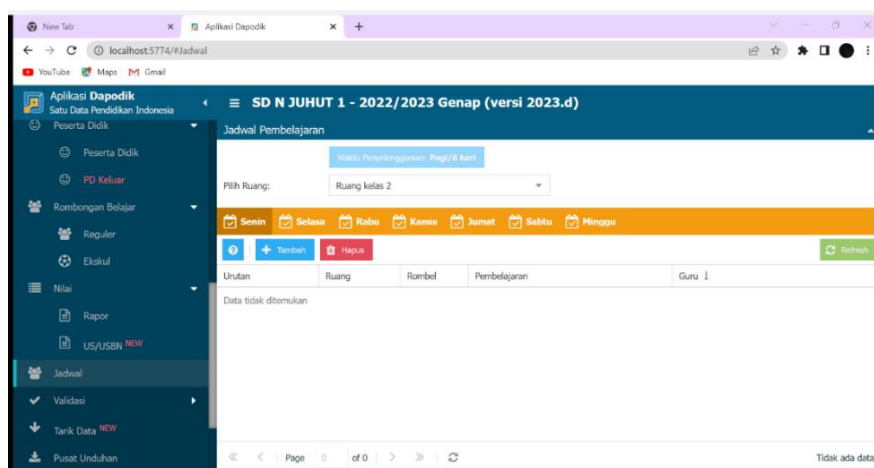 New Tab
Aplikasi Dapodik
localhost:5774/#Jadwal
YouTube
Maps
Gmail
Aplikasi Dapodik
Satu Data Pendidikan Indonesia
Peserta Didik
Peserta Didik
PD Keluar
Rombongan Belajar
Reguler
Ekskul
Nilai
Rapor
US/USBN NEW
Jadwal
Validasi
Tarik Data NEW
Pusat Unduhan
SD N JUHUT 1 - 2022/2023 Genap (versi 2023.d)
Jadwal Pembelajaran
Waktu Penyelenggaraan: Pagi/6 hari
Pilih Ruang: Ruang kelas 2
Senin Selasa Rabu Kamis Jumat Sabtu Minggu
Tambah Hapus Refresh
Urutan Ruang Rombel Pembelajaran Guru
Data tidak ditemukan
Page 0 of 0 Tidak ada data